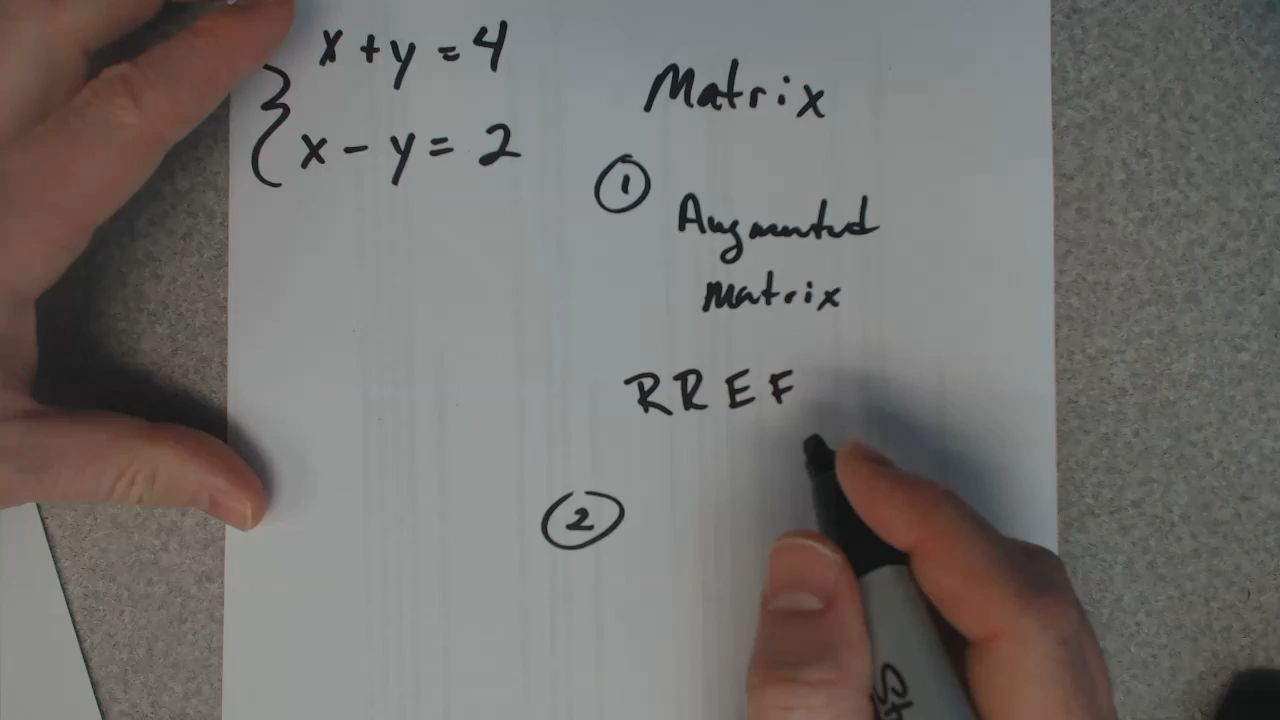 x + y = 4
x - y = 2
Matrix
①
Augmented
Matrix
RREF
②